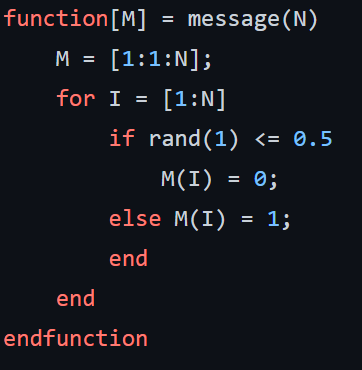 function[M] = message(N)
    M = [1:1:N];
    for I = [1:N]
        if rand(1) <= 0.5
            M(I) = 0;
        else M(I) = 1;
        end
    end
endfunction